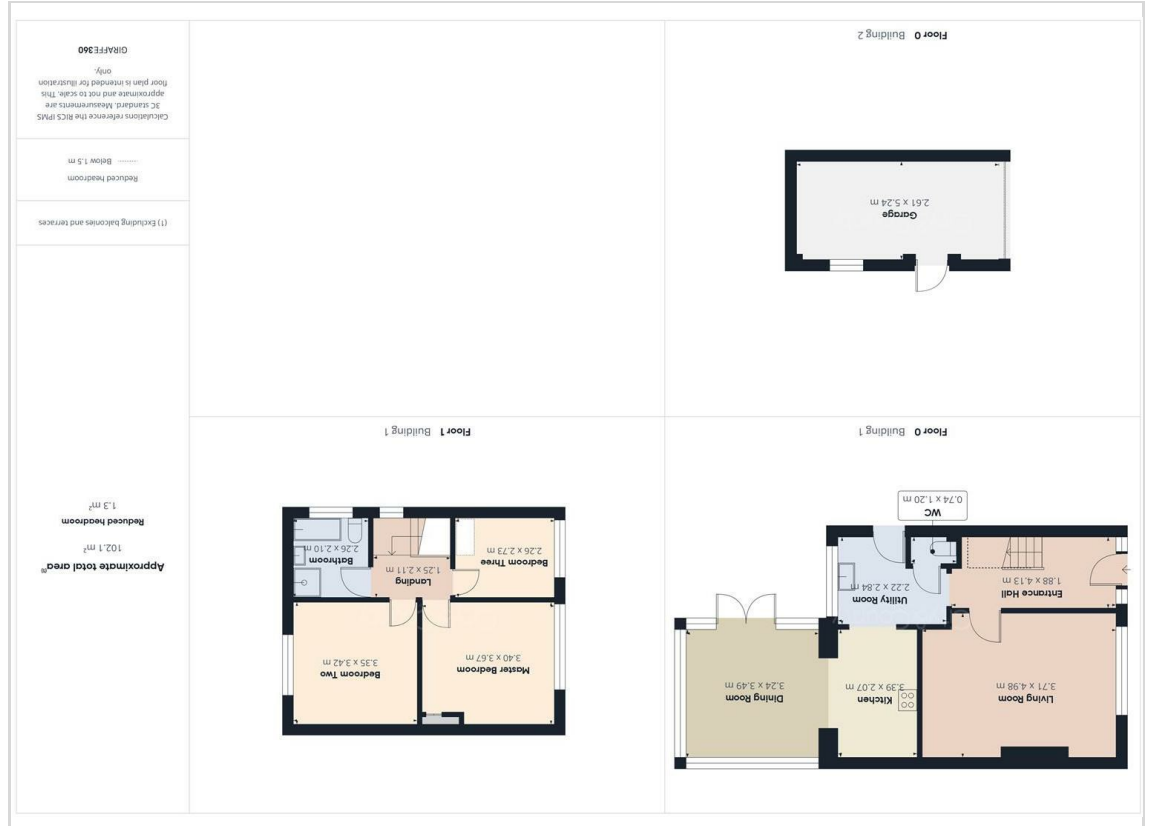 Floor 0 Building 1
WC
0.74 x 1.20 m
Entrance Hall
1.88 x 4.13 m
Utility Room
2.22 x 2.84 m
Living Room
3.71 x 4.98 m
Kitchen
3.39 x 2.07 m
Dining Room
3.24 x 3.49 m
Floor 1 Building 1
Bedroom Three
2.26 x 2.73 m
Landing
1.25 x 2.11 m
Bathroom
2.26 x 2.10 m
Master Bedroom
3.40 x 3.67 m
Bedroom Two
3.35 x 3.42 m
Floor 0 Building 2
Garage
2.61 x 5.24 m
Approximate total area⁽¹⁾
102.1 m²
Reduced headroom
1.3 m²
(1) Excluding balconies and terraces
Reduced headroom
........ Below 1.5 m
Calculations reference the RICS IPMS
3C standard. Measurements are
approximate and not to scale. This
floor plan is intended for illustration
only.
GIRAFFE360